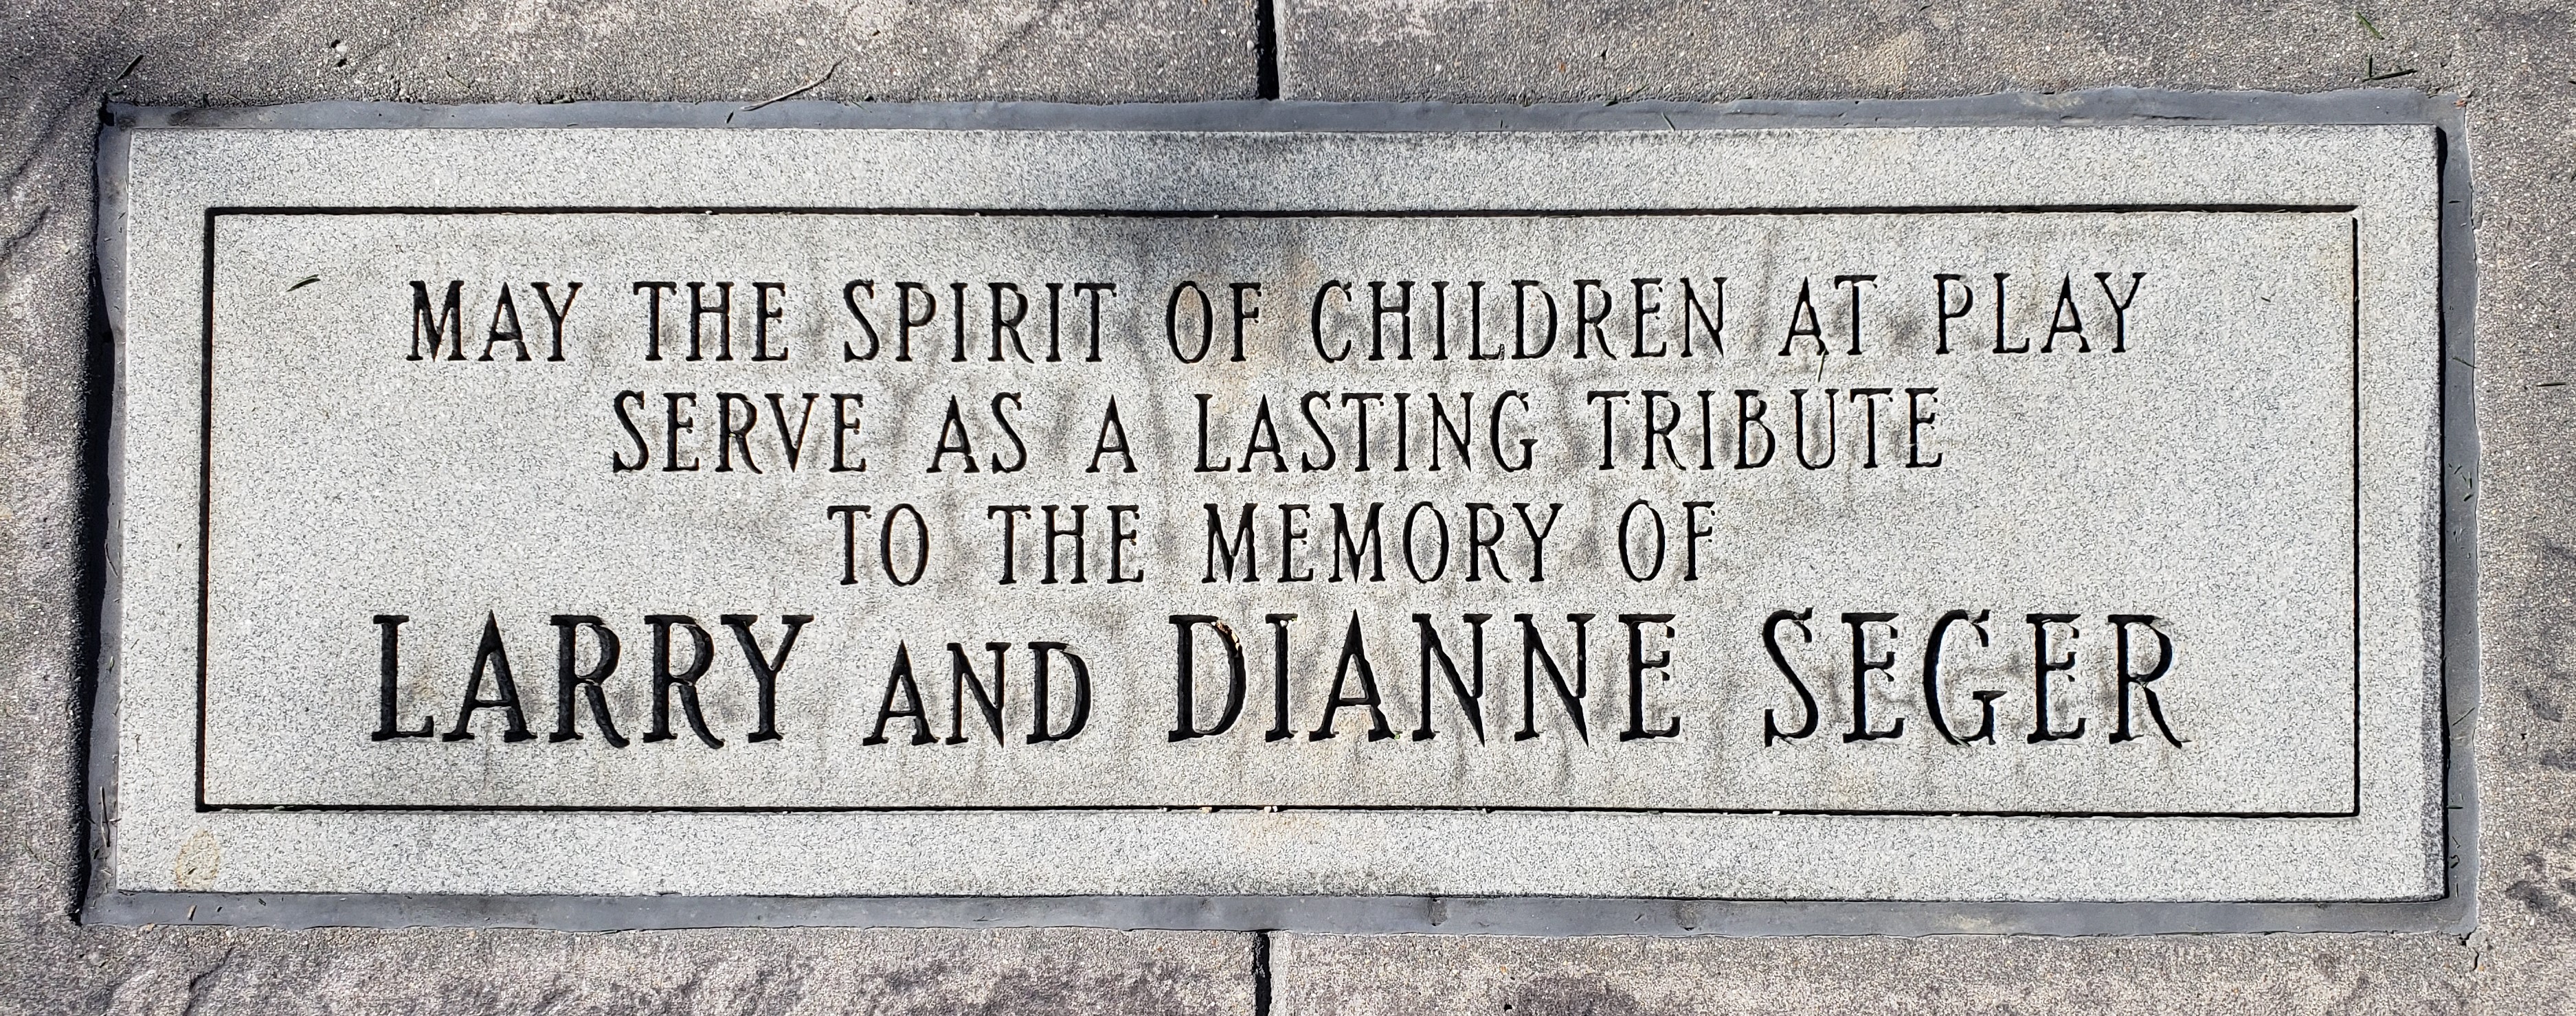 MAY THE SPIRIT OF CHILDREN AT PLAY
SERVE AS A LASTING TRIBUTE
TO THE MEMORY OF
LARRY AND DIANNE SEGER